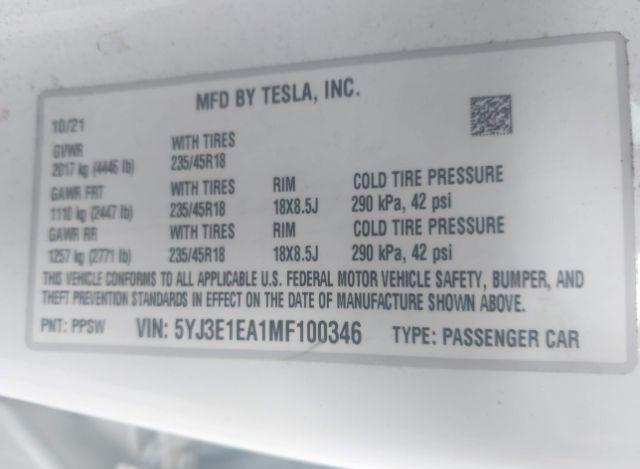 MFD BY TESLA, INC.
10/21
GVWR WITH TIRES
2017 kg (4446 lb) 235/45R18
GAWR FRT WITH TIRES RIM COLD TIRE PRESSURE
1110 kg (2447 lb) 235/45R18 18X8.5J 290 kPa, 42 psi
GAWR RR WITH TIRES RIM COLD TIRE PRESSURE
1257 kg (2771 lb) 235/45R18 18X8.5J 290 kPa, 42 psi
THIS VEHICLE CONFORMS TO ALL APPLICABLE U.S. FEDERAL MOTOR VEHICLE SAFETY, BUMPER, AND
THEFT PREVENTION STANDARDS IN EFFECT ON THE DATE OF MANUFACTURE SHOWN ABOVE.
PNT: PPSW VIN: 5YJ3E1EA1MF100346 TYPE: PASSENGER CAR